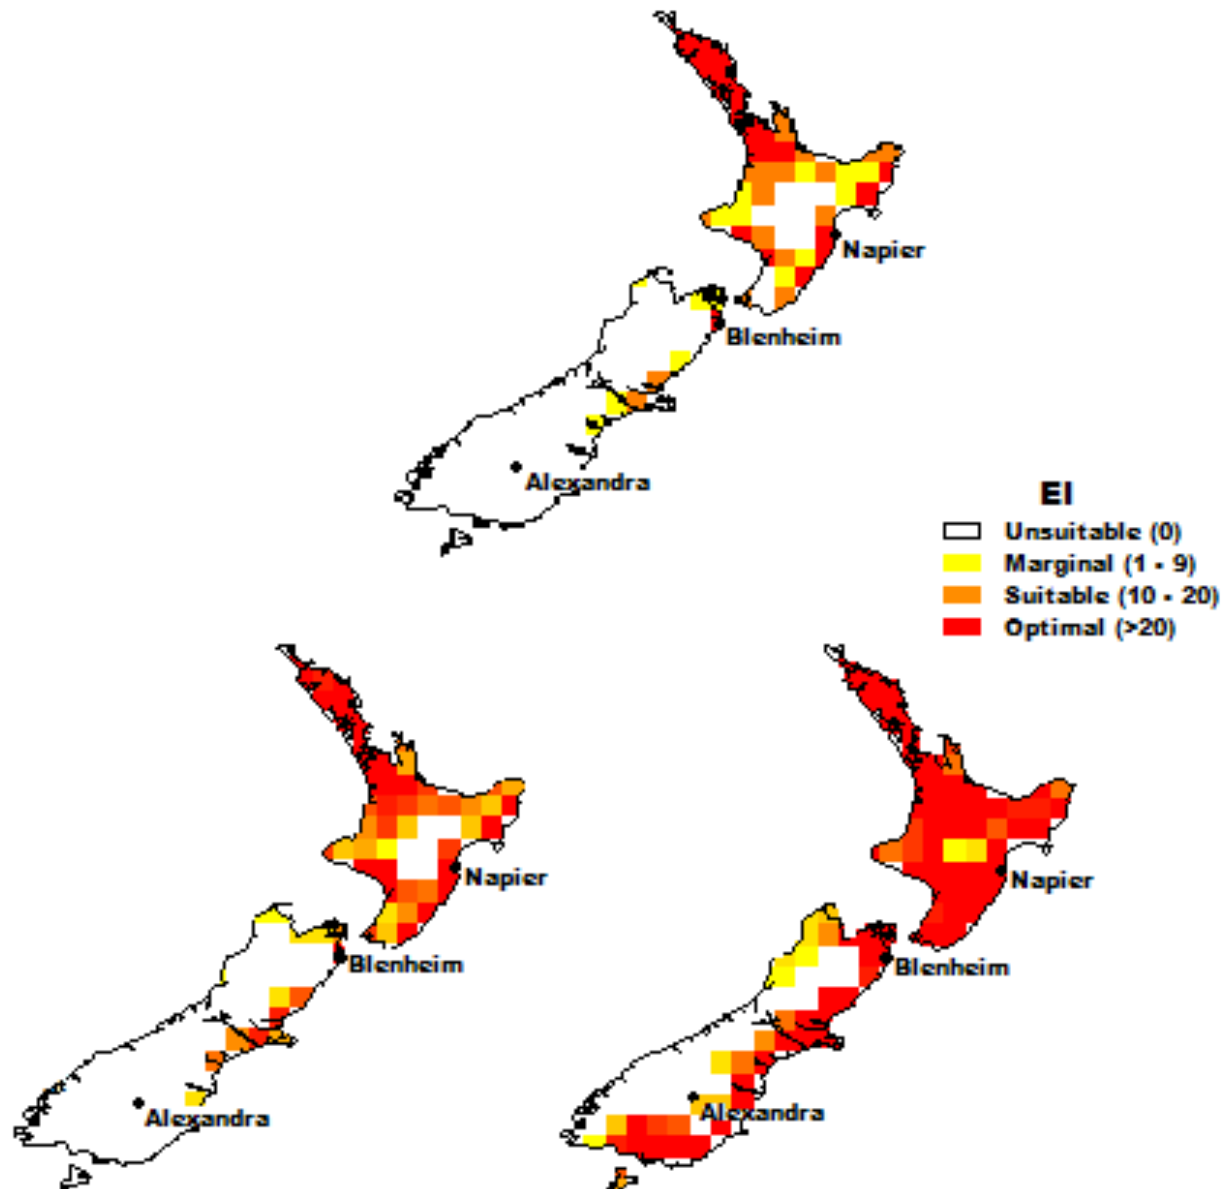 Napier
Blenheim
Alexandra
EI
Unsuitable (0)
Marginal (1 - 9)
Suitable (10 - 20)
Optimal (>20)
Napier
Blenheim
Alexandra
Napier
Blenheim
Alexandra